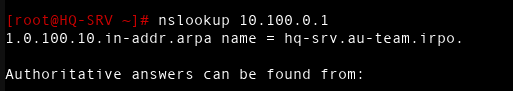 [root@HQ-SRV ~]# nslookup 10.100.0.1
1.0.100.10.in-addr.arpa name = hq-srv.au-team.irpo.
Authoritative answers can be found from: